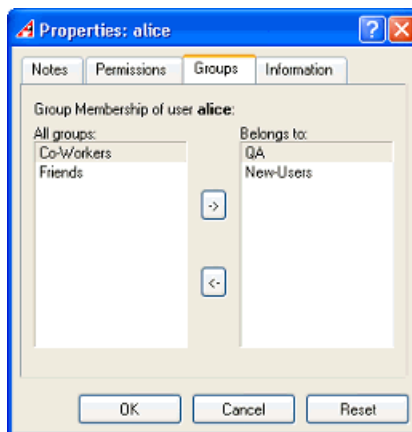 Properties: alice
Notes Permissions Groups Information
Group Membership of user alice:
All groups: Belongs to:
Co-Workers QA
Friends New-Users
->
<-
OK Cancel Reset